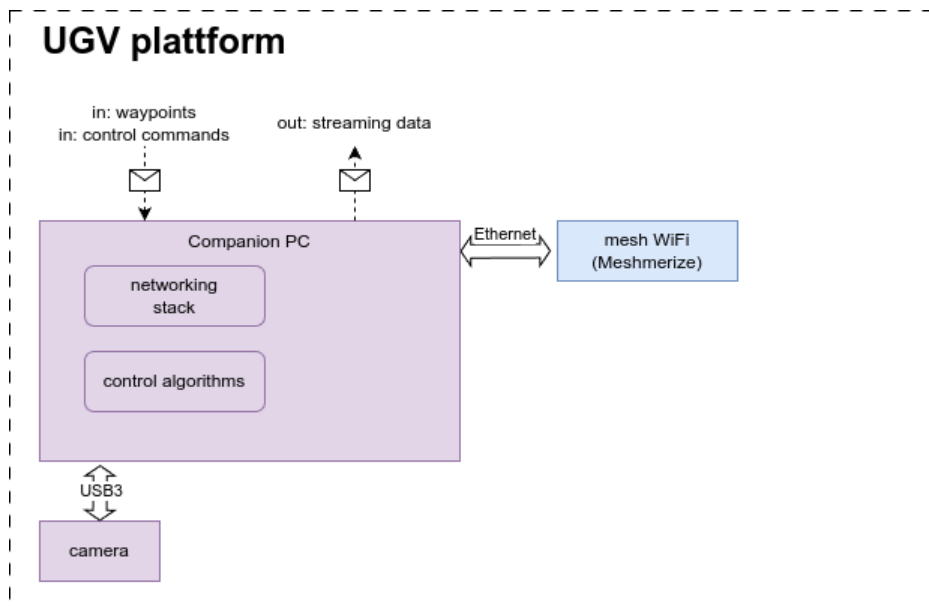 UGV plattform
in: waypoints
in: control commands
out: streaming data
Companion PC
networking
stack
control algorithms
Ethernet
mesh WiFi
(Meshmerize)
USB3
camera